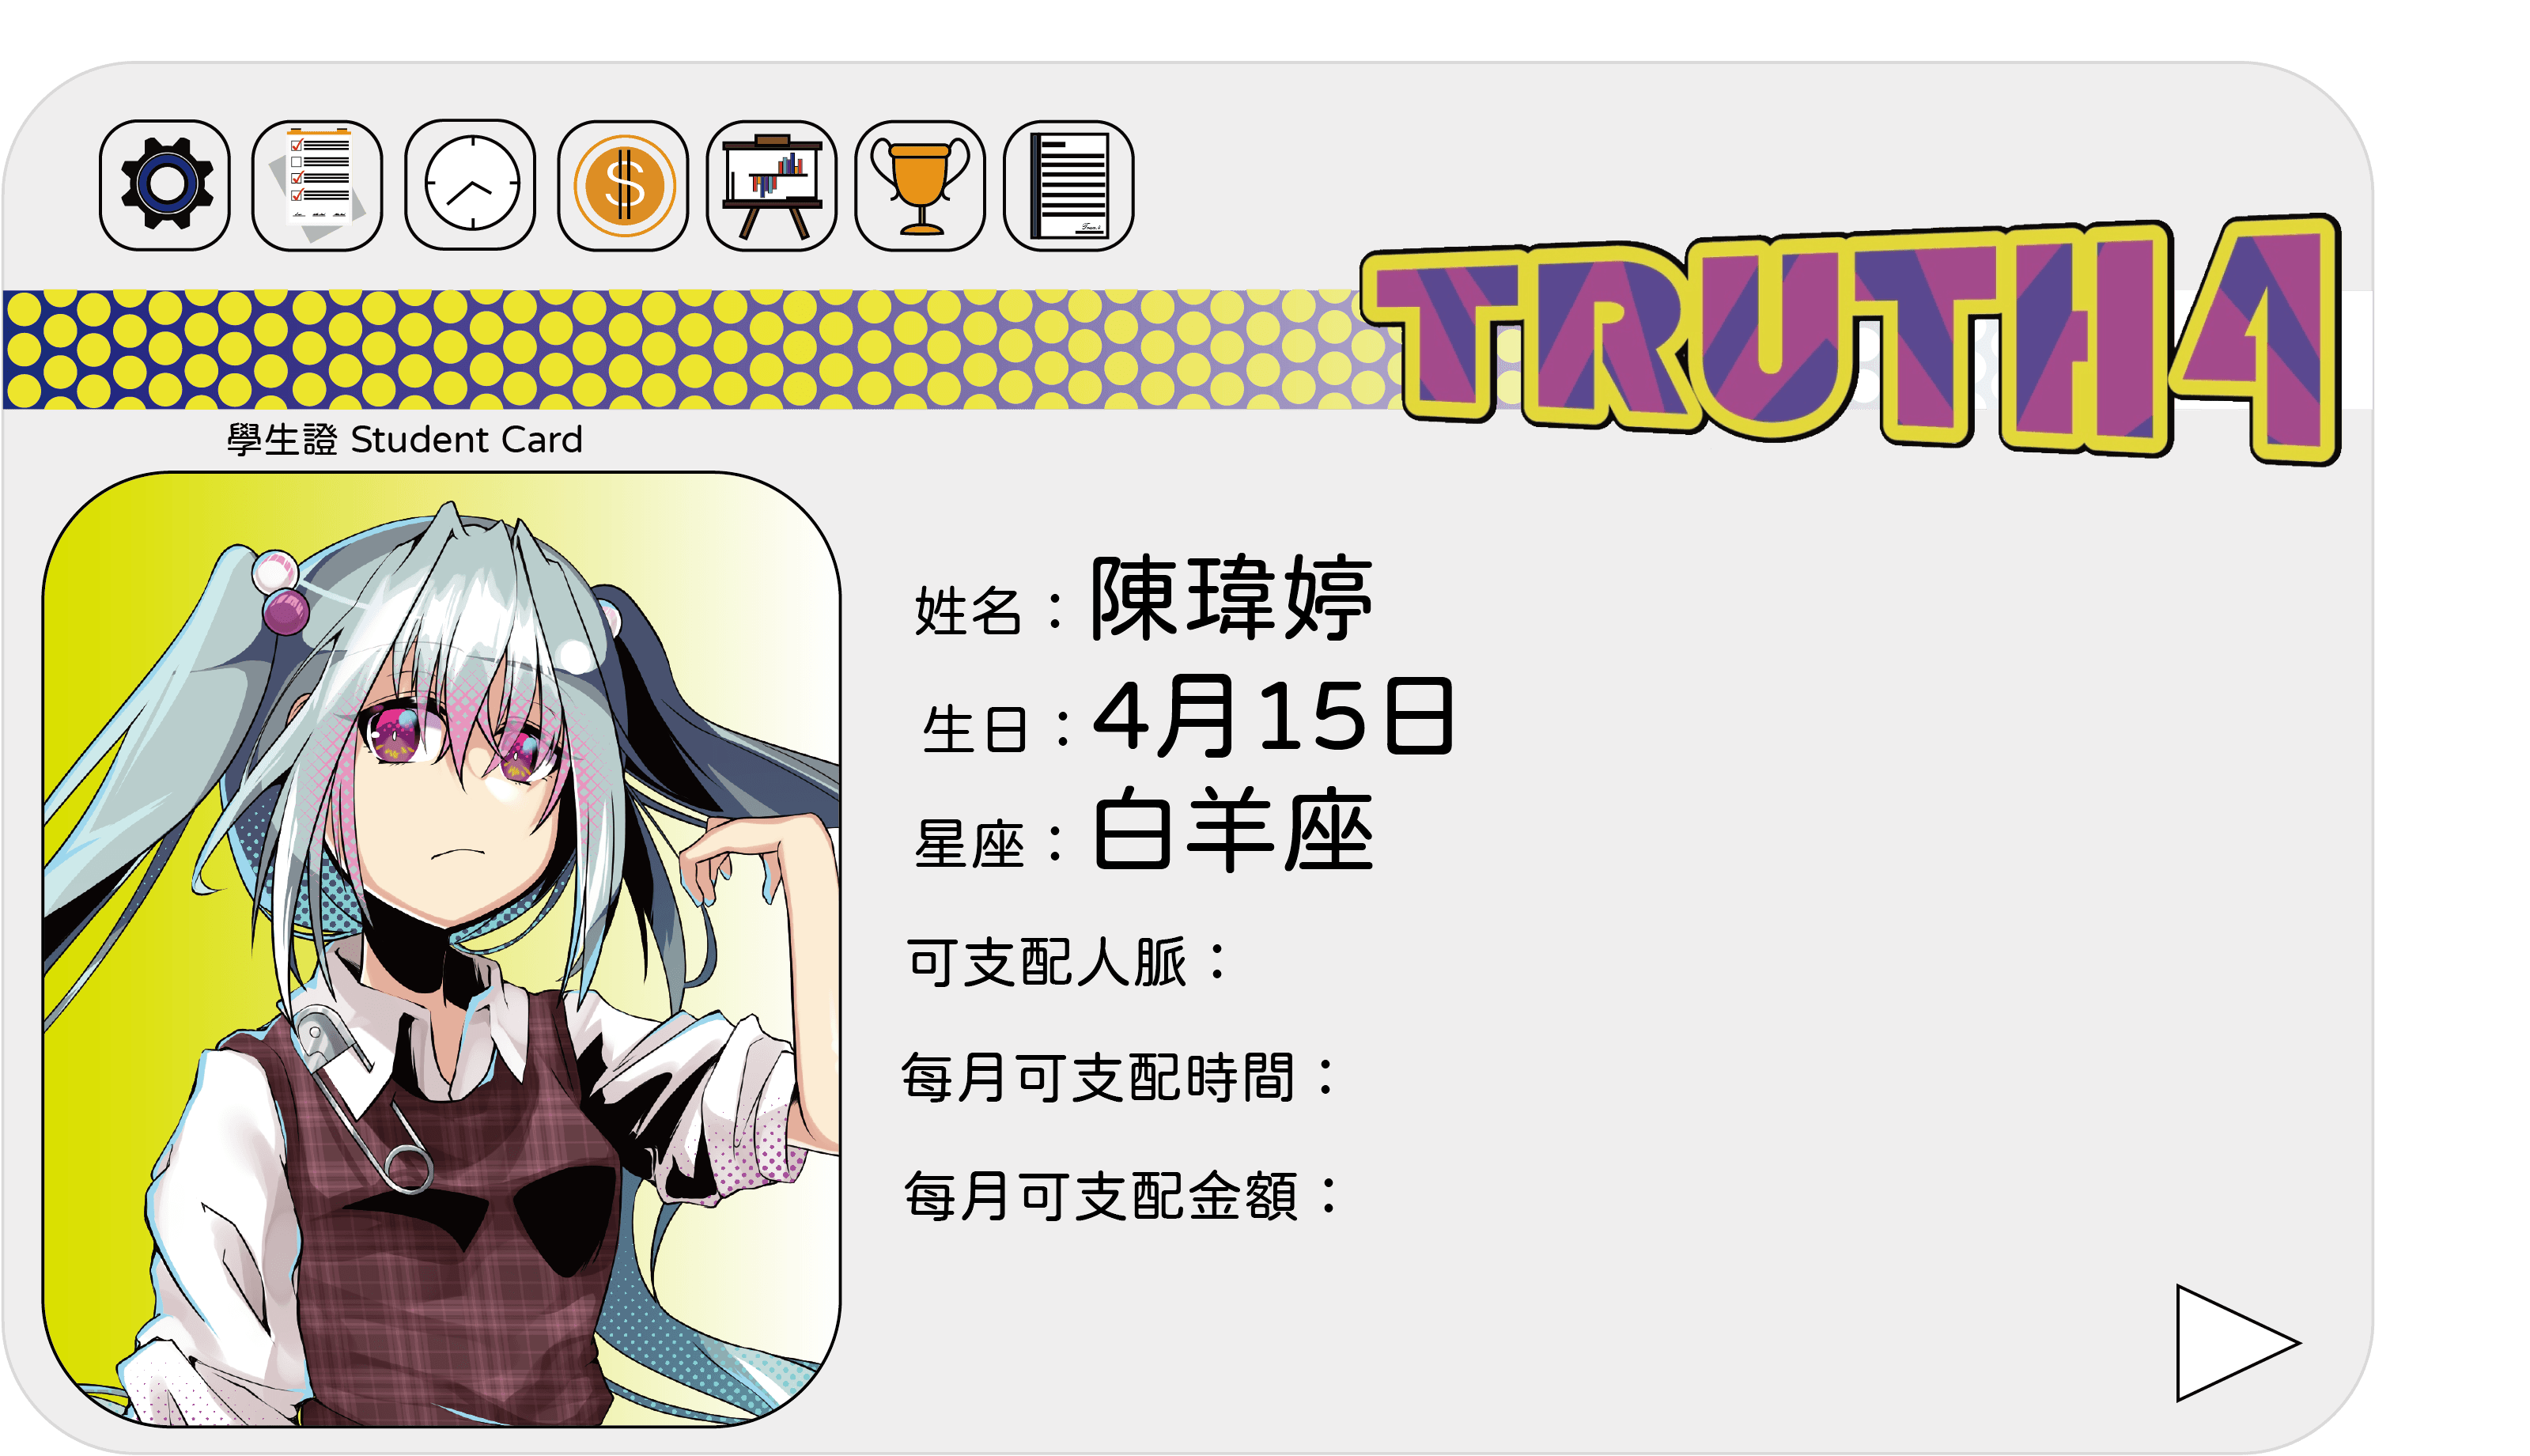 TRUTH4
學生證 Student Card
姓名：陳瑋婷
生日：4月15日
星座：白羊座
可支配人脈：
每月可支配時間：
每月可支配金額：